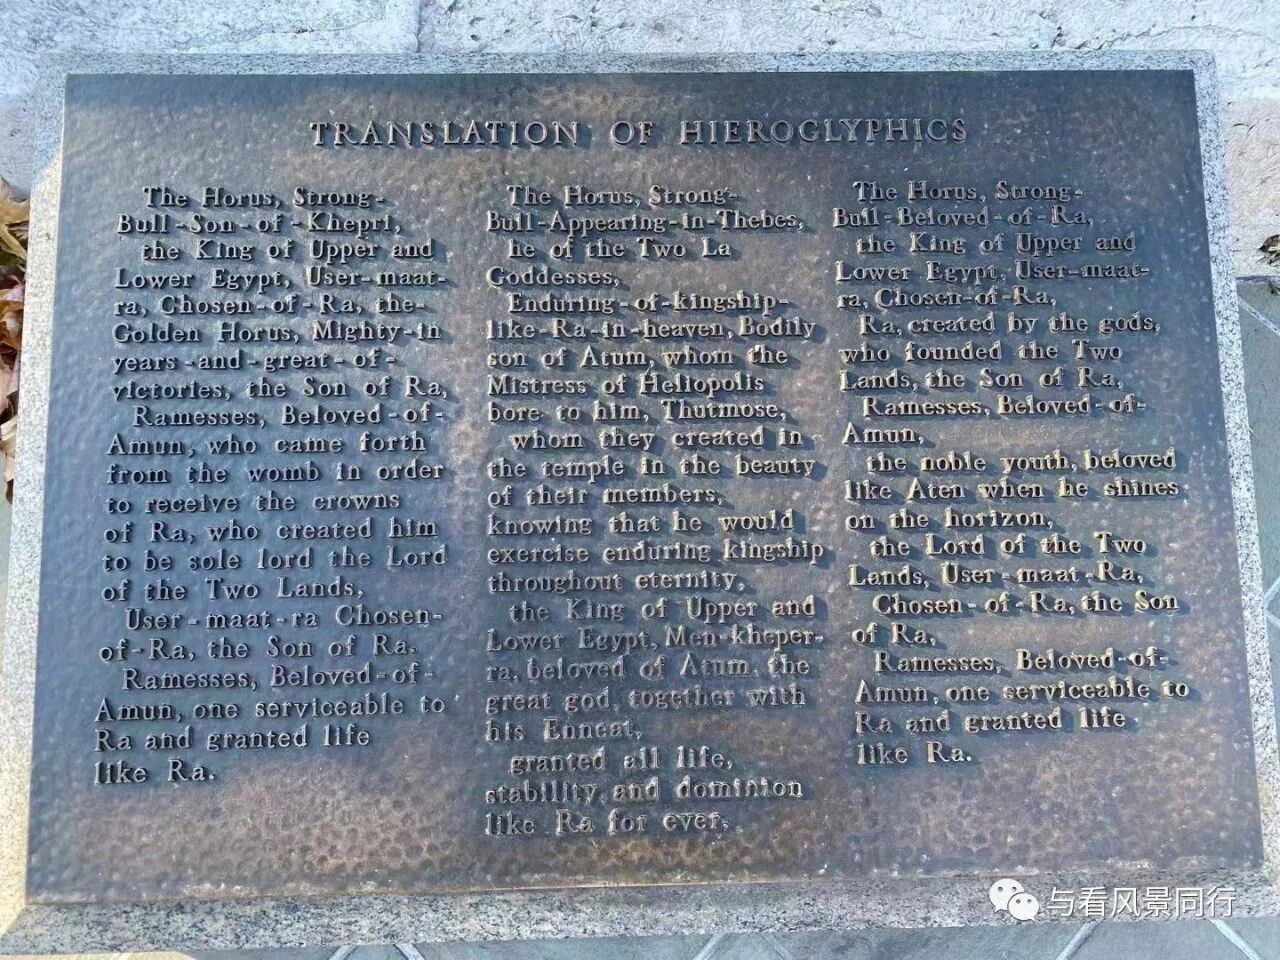 TRANSLATION OF HIEROGLYPHICS
The Horus, Strong-
Bull-Son-of-Khepri,
the King of Upper and
Lower Egypt, User-maat-
ra, Chosen-of-Ra, the-
Golden Horus, Mighty-in
years-and-great-of-
victories, the Son of Ra,
Ramesses, Beloved-of-
Amun, who came forth
from the womb in order
to receive the crowns
of Ra, who created him
to be sole lord the Lord
of the Two Lands,
User-maat-ra Chosen-
of-Ra, the Son of Ra.
Ramesses, Beloved-of-
Amun, one serviceable to
Ra and granted life
like Ra.
The Horus, Strong-
Bull-Appearing-in-Thebes,
he of the Two La
Goddesses,
Enduring-of-kingship-
like-Ra-in-heaven, Bodily
son of Atum, whom the
Mistress of Heliopolis
bore to him, Thutmose,
whom they created in
the temple in the beauty
of their members,
knowing that he would
exercise enduring kingship
throughout eternity,
the King of Upper and
Lower Egypt, Men-kheper-
ra, beloved of Atum, the
great god, together with
his Enneat,
granted all life,
stability, and dominion
like Ra for ever.
The Horus, Strong-
Bull-Beloved-of-Ra,
the King of Upper and
Lower Egypt, User-maat-
ra, Chosen-of-Ra,
Ra, created by the gods,
who founded the Two
Lands, the Son of Ra,
Ramesses, Beloved-of-
Amun,
the noble youth, beloved
like Aten when he shines
on the horizon,
the Lord of the Two
Lands, User-maat-Ra,
Chosen-of-Ra, the Son
of Ra,
Ramesses, Beloved-of-
Amun, one serviceable to
Ra and granted life
like Ra.
与看风景同行